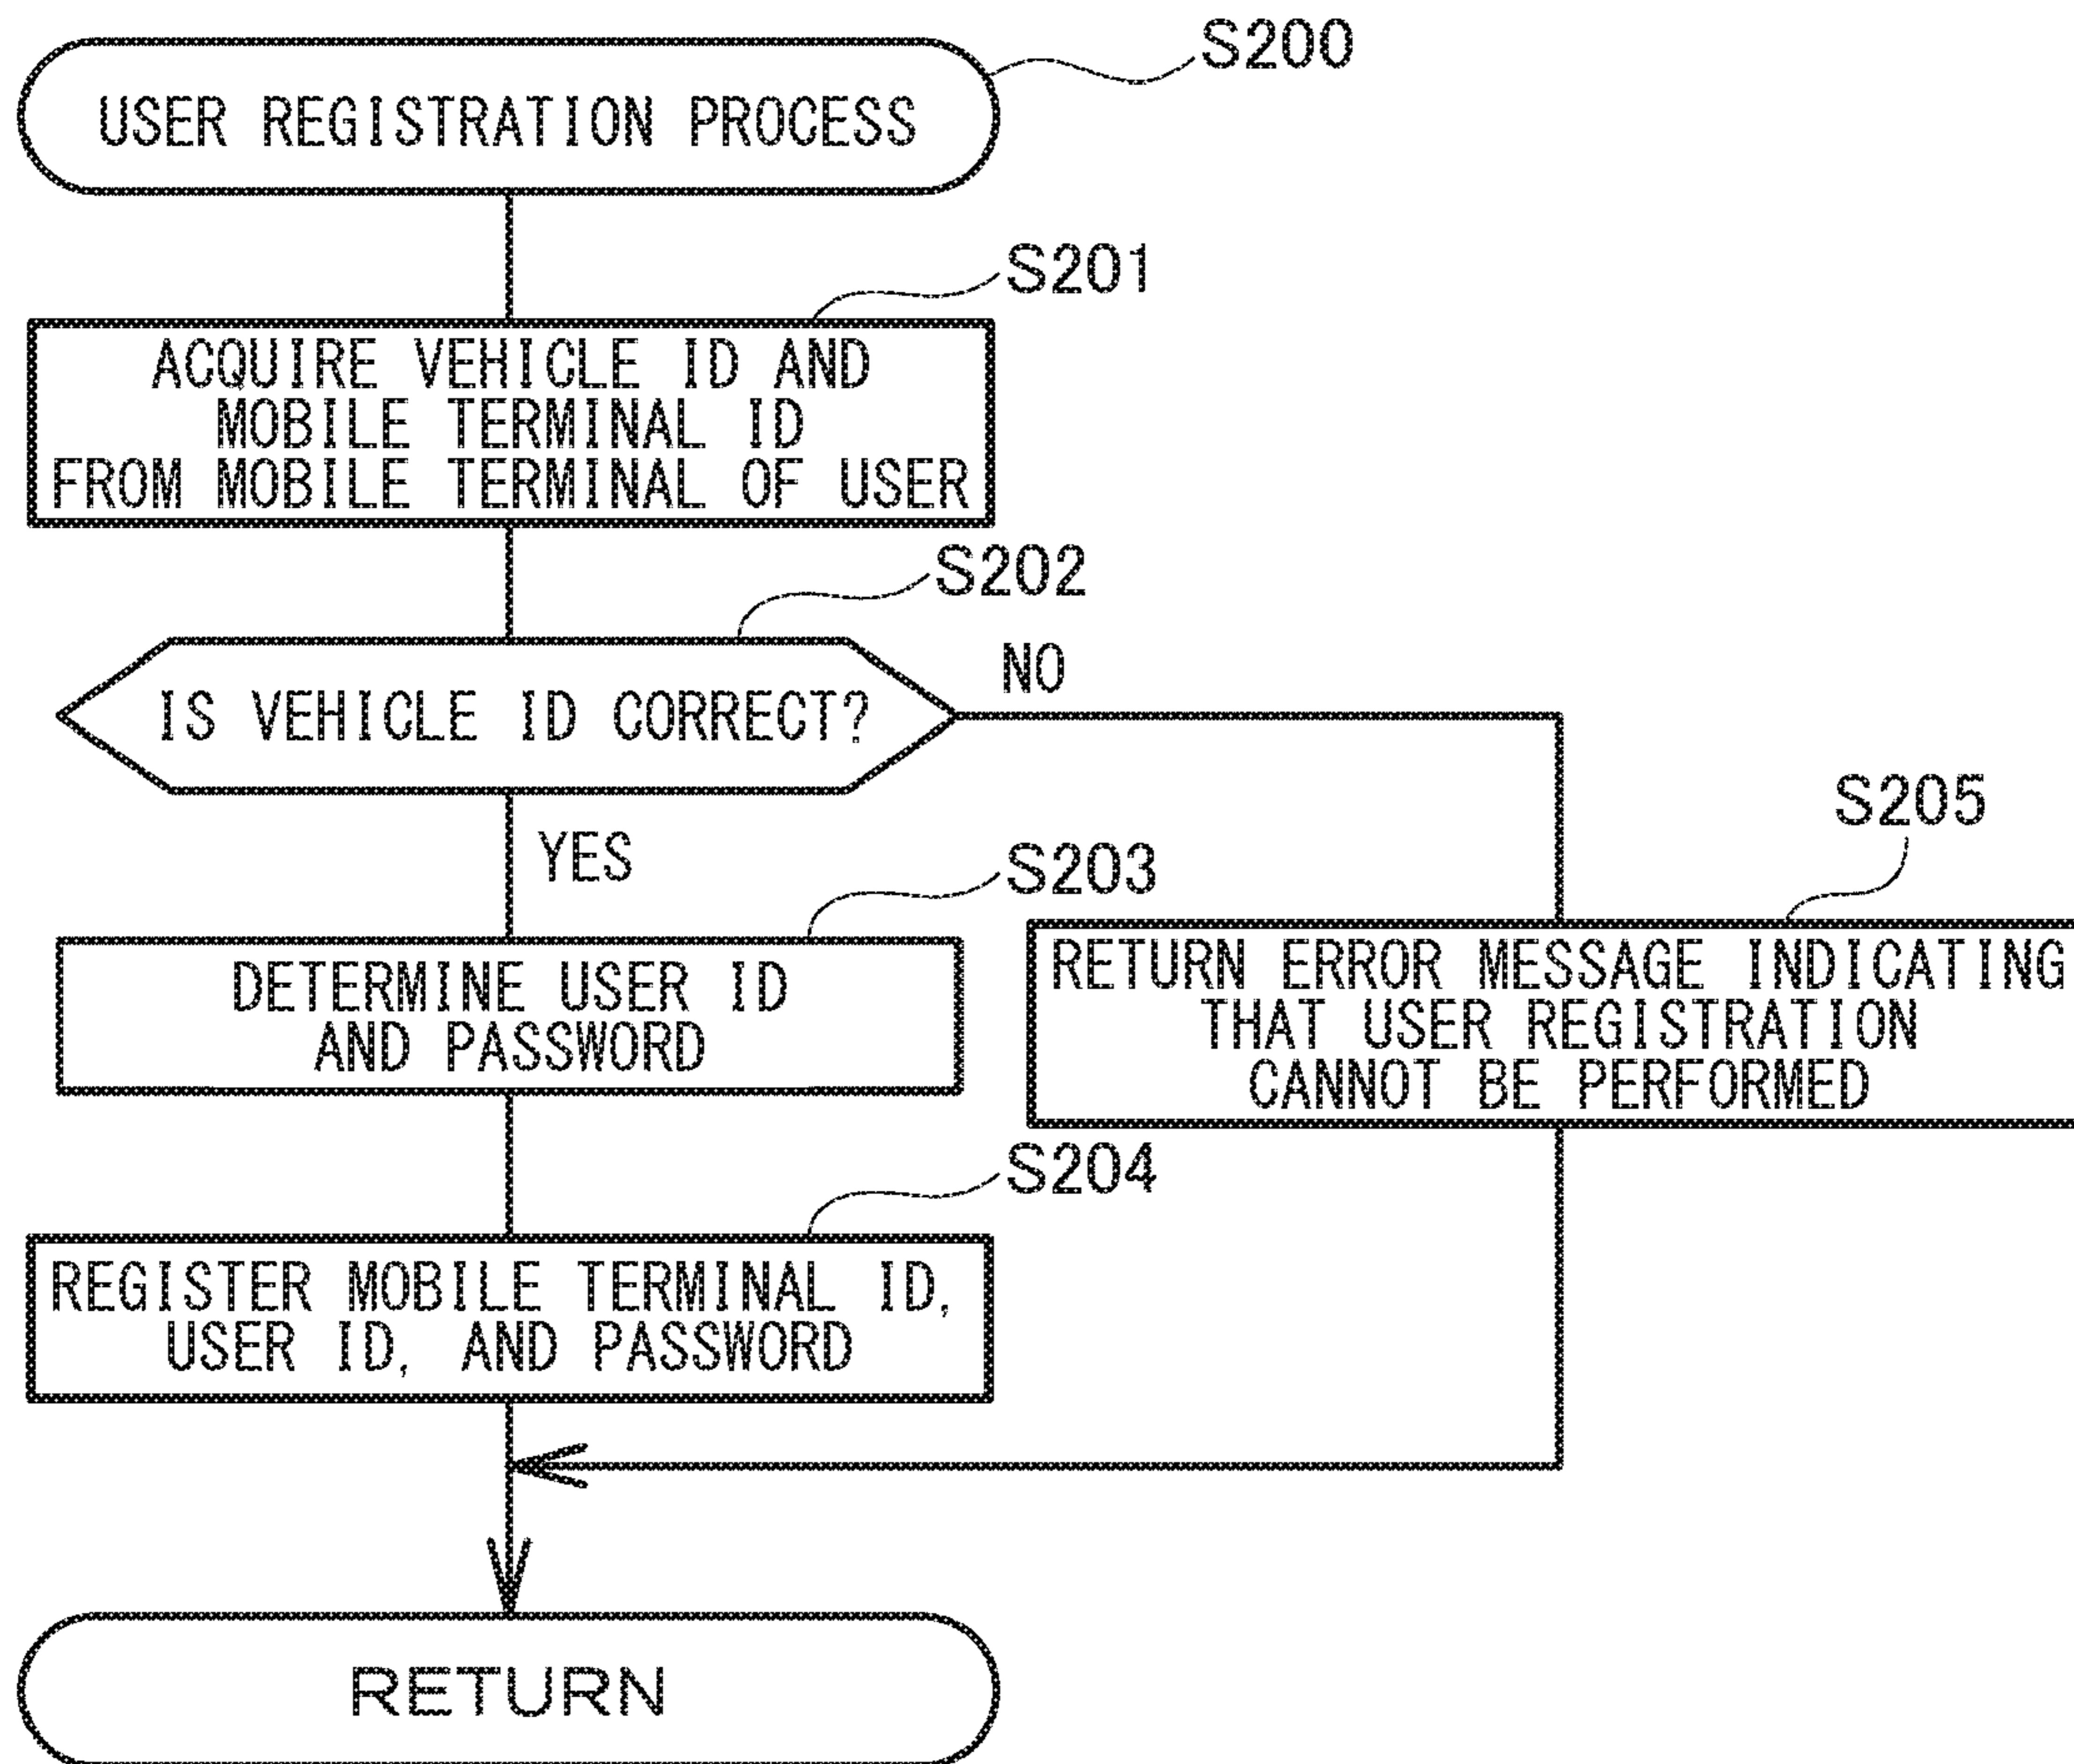 S200
USER REGISTRATION PROCESS
S201
ACQUIRE VEHICLE ID AND
MOBILE TERMINAL ID
FROM MOBILE TERMINAL OF USER
S202
IS VEHICLE ID CORRECT?
NO
YES
S203
DETERMINE USER ID
AND PASSWORD
S204
REGISTER MOBILE TERMINAL ID,
USER ID, AND PASSWORD
S205
RETURN ERROR MESSAGE INDICATING
THAT USER REGISTRATION
CANNOT BE PERFORMED
RETURN